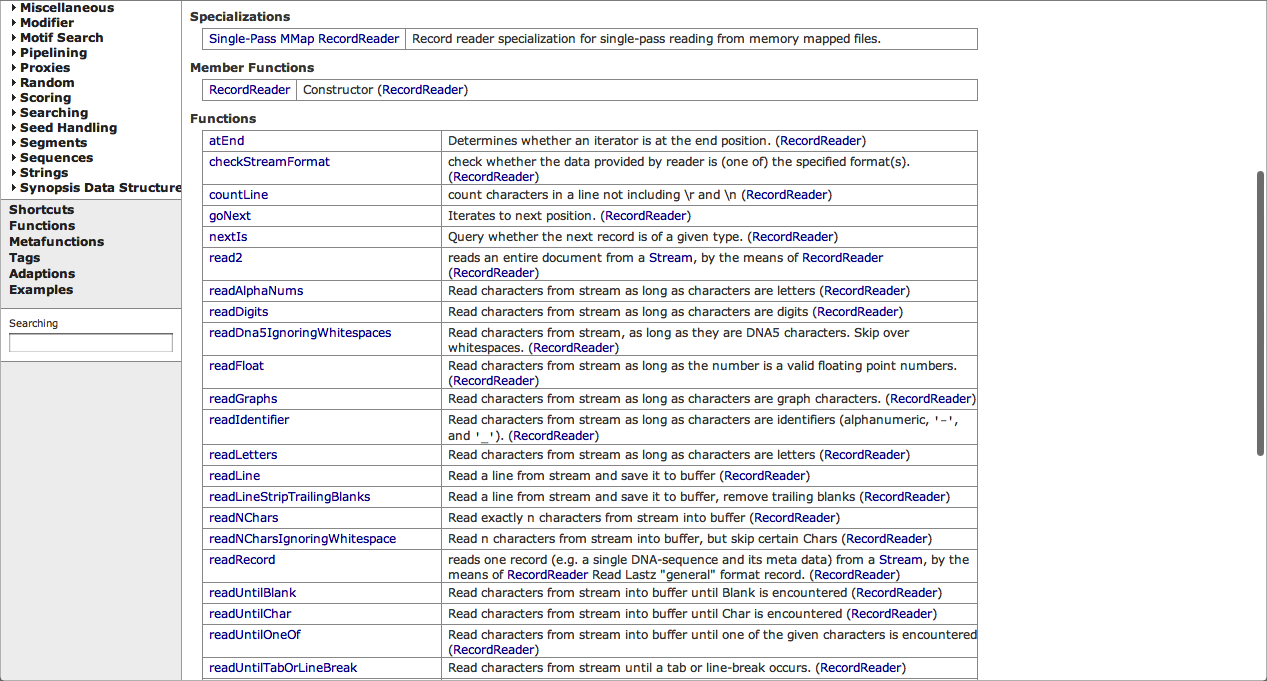 Miscellaneous
Modifier
Motif Search
Pipelining
Proxies
Random
Scoring
Searching
Seed Handling
Segments
Sequences
Strings
Synopsis Data Structure
Shortcuts
Functions
Metafunctions
Tags
Adaptions
Examples
Searching
Specializations
Single-Pass MMap RecordReader Record reader specialization for single-pass reading from memory mapped files.
Member Functions
RecordReader Constructor (RecordReader)
Functions
atEnd Determines whether an iterator is at the end position. (RecordReader)
checkStreamFormat check whether the data provided by reader is (one of) the specified format(s).
(RecordReader)
countLine count characters in a line not including \r and \n (RecordReader)
goNext Iterates to next position. (RecordReader)
nextIs Query whether the next record is of a given type. (RecordReader)
read2 reads an entire document from a Stream, by the means of RecordReader
(RecordReader)
readAlphaNums Read characters from stream as long as characters are letters (RecordReader)
readDigits Read characters from stream as long as characters are digits (RecordReader)
readDna5IgnoringWhitespaces Read characters from stream, as long as they are DNA5 characters. Skip over
whitespaces. (RecordReader)
readFloat Read characters from stream as long as the number is a valid floating point numbers.
(RecordReader)
readGraphs Read characters from stream as long as characters are graph characters. (RecordReader)
readIdentifier Read characters from stream as long as characters are identifiers (alphanumeric, '-',
and '_'). (RecordReader)
readLetters Read characters from stream as long as characters are letters (RecordReader)
readLine Read a line from stream and save it to buffer (RecordReader)
readLineStripTrailingBlanks Read a line from stream and save it to buffer, remove trailing blanks (RecordReader)
readNChars Read exactly n characters from stream into buffer (RecordReader)
readNCharsIgnoringWhitespace Read n characters from stream into buffer, but skip certain Chars (RecordReader)
readRecord reads one record (e.g. a single DNA-sequence and its meta data) from a Stream, by the
means of RecordReader Read Lastz "general" format record. (RecordReader)
readUntilBlank Read characters from stream into buffer until Blank is encountered (RecordReader)
readUntilChar Read characters from stream into buffer until Char is encountered (RecordReader)
readUntilOneOf Read characters from stream into buffer until one of the given characters is encountered
(RecordReader)
readUntilTabOrLineBreak Read characters from stream until a tab or line-break occurs. (RecordReader)